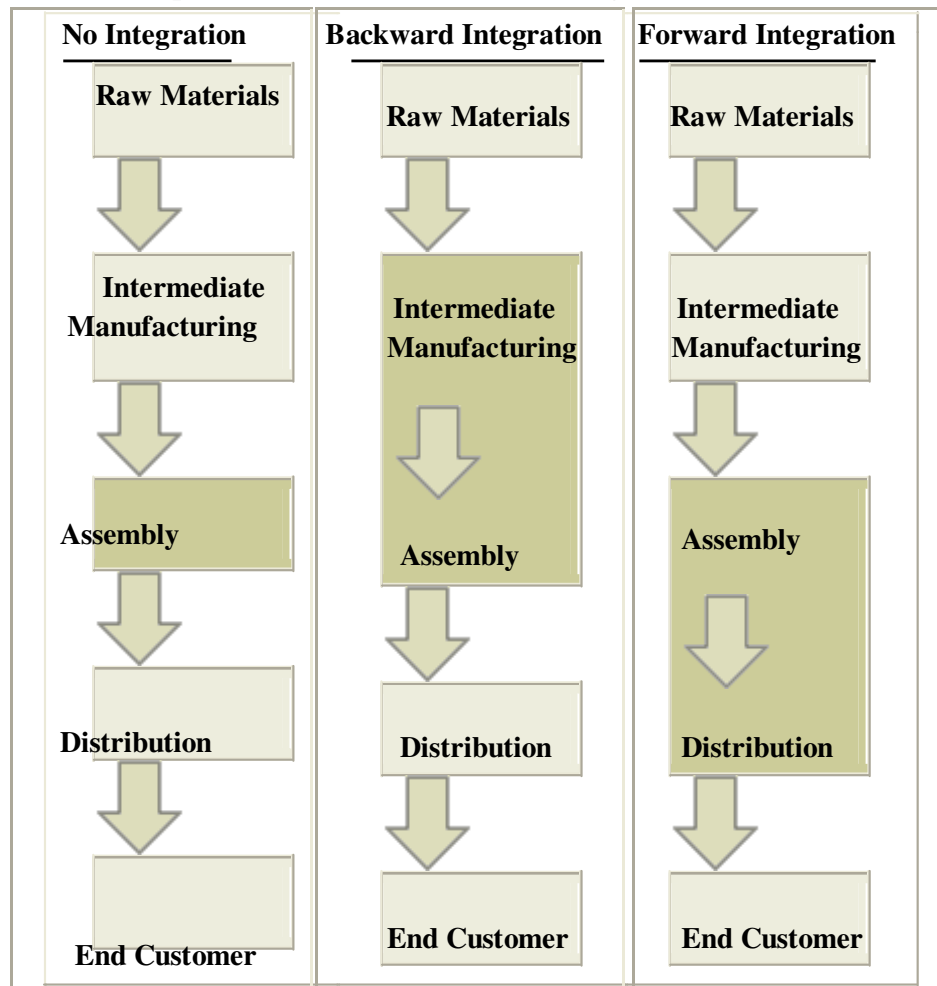 No Integration
Raw Materials
Intermediate
Manufacturing
Assembly
Distribution
End Customer
Backward Integration
Raw Materials
Intermediate
Manufacturing
Assembly
Distribution
End Customer
Forward Integration
Raw Materials
Intermediate
Manufacturing
Assembly
Distribution
End Customer